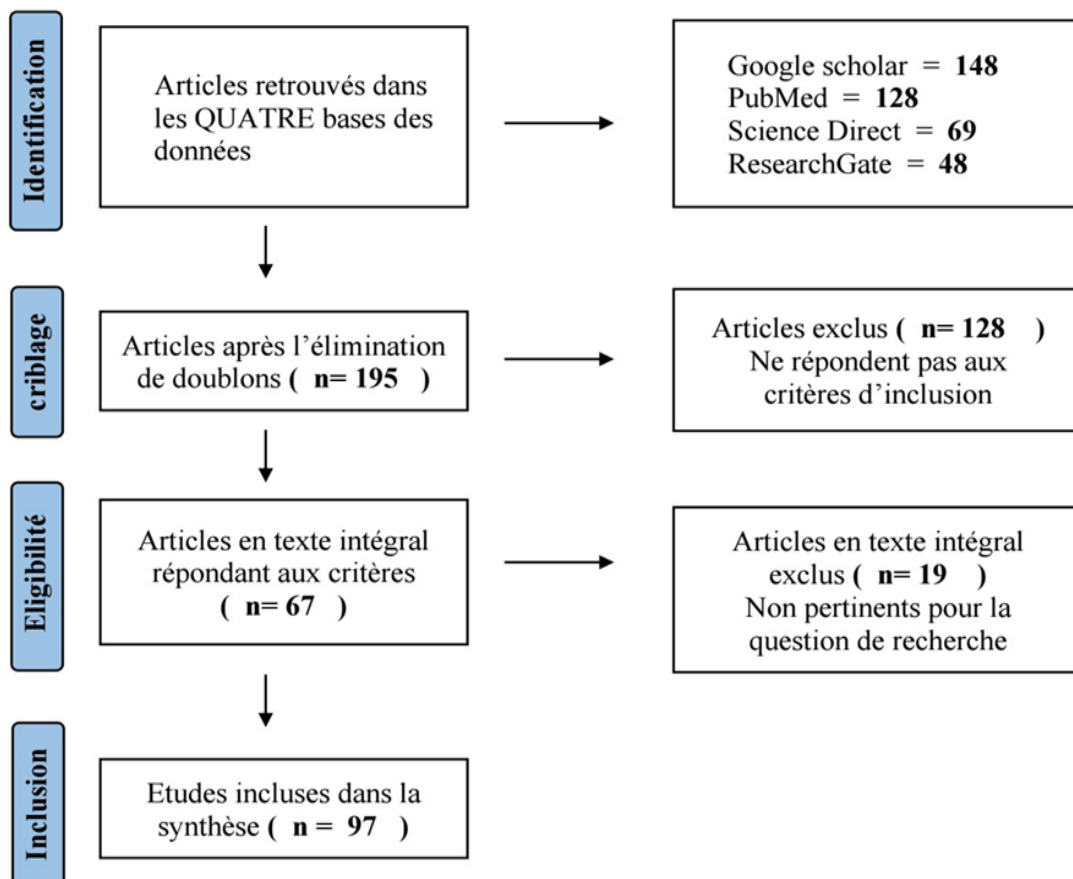 Identification
Articles retrouvés dans
les QUATRE bases des
données
Google scholar = 148
PubMed = 128
Science Direct = 69
ResearchGate = 48
criblage
Articles après l’élimination
de doublons ( n= 195 )
Articles exclus ( n= 128 )
Ne répondent pas aux
critères d’inclusion
Eligibilité
Articles en texte intégral
répondant aux critères
( n= 67 )
Articles en texte intégral
exclus ( n= 19 )
Non pertinents pour la
question de recherche
Inclusion
Etudes incluses dans la
synthèse ( n = 97 )